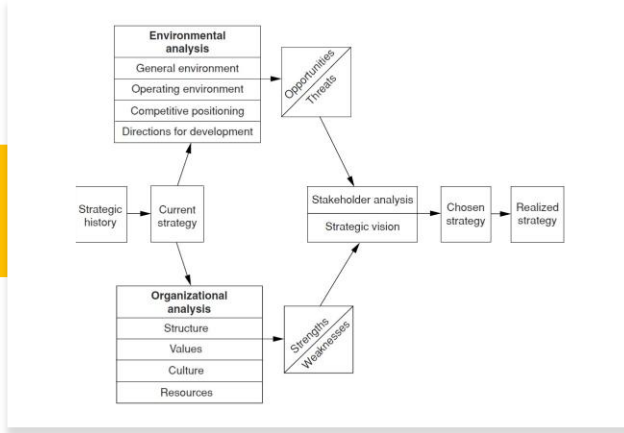 Environmental
analysis
General environment
Operating environment
Competitive positioning
Directions for development
Opportunities
Threats
Strategic
history
Current
strategy
Stakeholder analysis
Strategic vision
Chosen
strategy
Realized
strategy
Organizational
analysis
Structure
Values
Culture
Resources
Strengths
Weaknesses